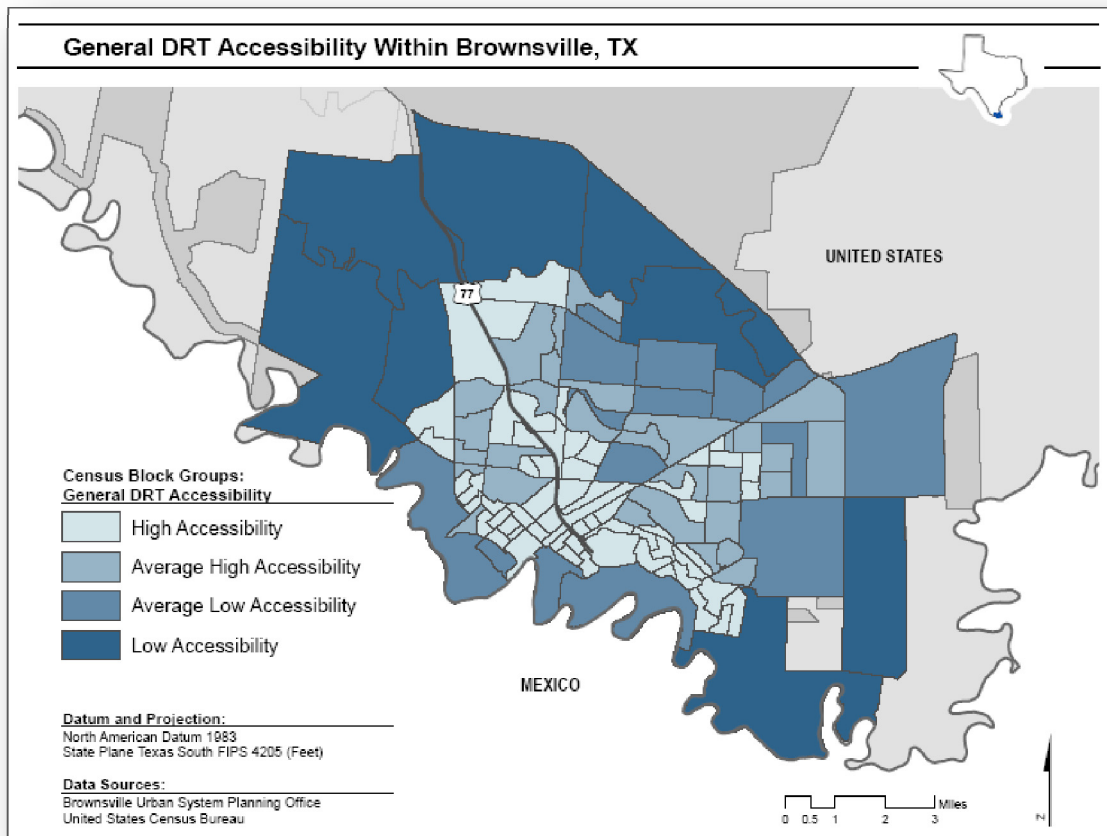 General DRT Accessibility Within Brownsville, TX
UNITED STATES
77
Census Block Groups:
General DRT Accessibility
High Accessibility
Average High Accessibility
Average Low Accessibility
Low Accessibility
MEXICO
Datum and Projection:
North American Datum 1983
State Plane Texas South FIPS 4205 (Feet)
Data Sources:
Brownsville Urban System Planning Office
United States Census Bureau
Miles
0 0.5 1 2 3
N